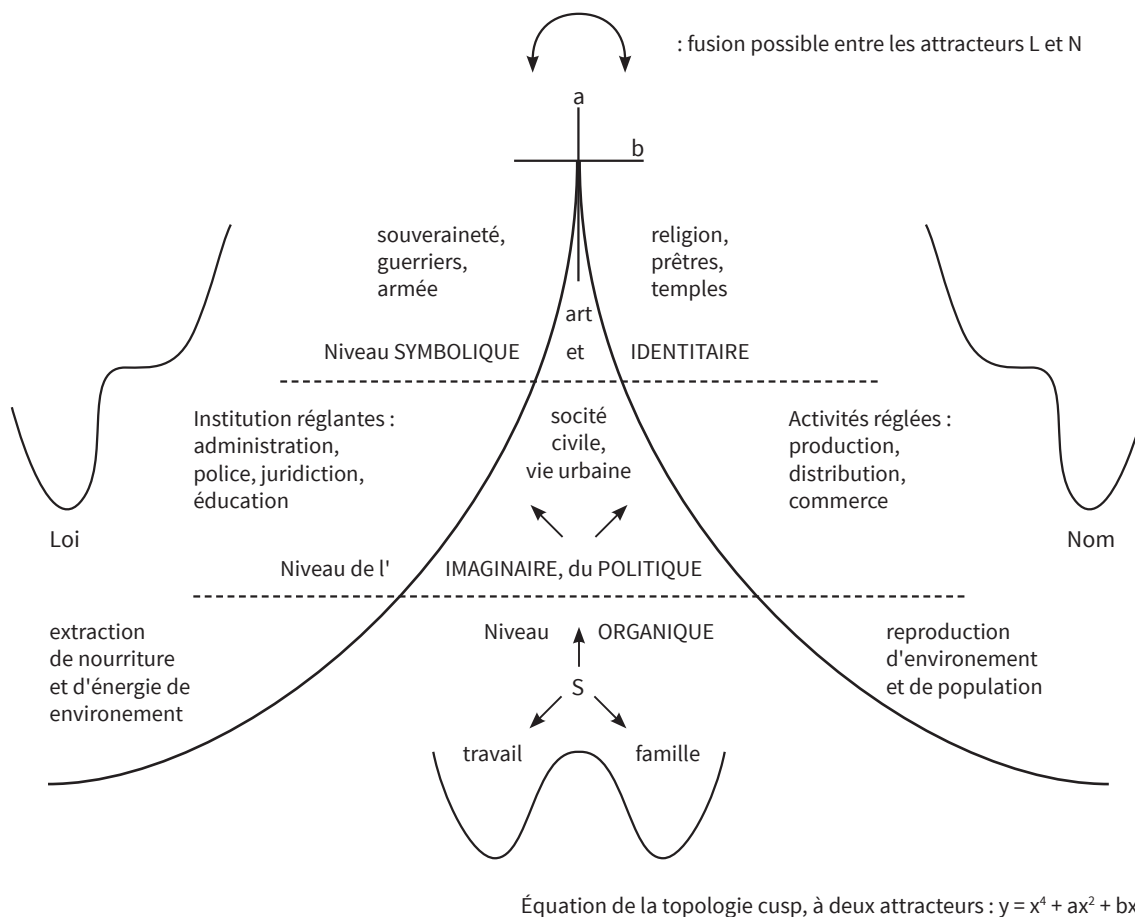 : fusion possible entre les attracteurs L et N
a
b
souveraineté,
guerriers,
armée
religion,
prêtres,
temples
art
Niveau SYMBOLIQUE et IDENTITAIRE
Institution réglantes :
administration,
police, juridiction,
éducation
socité
civile,
vie urbaine
Activités réglées :
production,
distribution,
commerce
Loi
Nom
Niveau de l' IMAGINAIRE, du POLITIQUE
extraction
de nourriture
et d'énergie de
environement
Niveau ORGANIQUE
S
reproduction
d'environement
et de population
travail famille
Équation de la topologie cusp, à deux attracteurs : y = x⁴ + ax² + bx